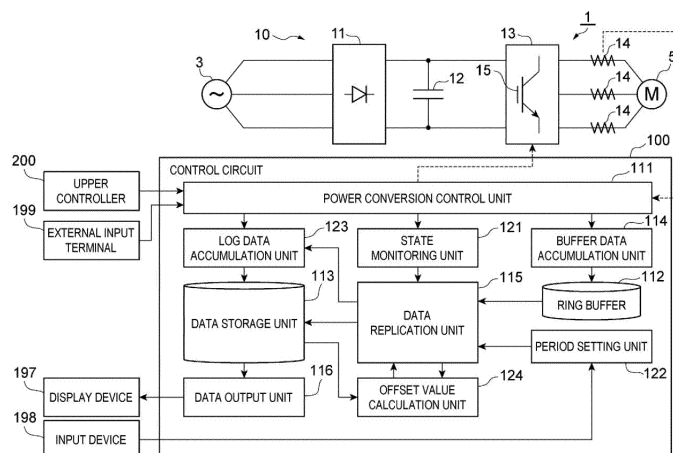 1
10
11
13
3
12
15
14
14
14
5
M
~
100
200
UPPER
CONTROLLER
199
EXTERNAL INPUT
TERMINAL
CONTROL CIRCUIT
111
POWER CONVERSION CONTROL UNIT
123
LOG DATA
ACCUMULATION UNIT
121
STATE
MONITORING UNIT
114
BUFFER DATA
ACCUMULATION UNIT
113
DATA STORAGE UNIT
115
DATA
REPLICATION UNIT
112
RING BUFFER
PERIOD SETTING UNIT
122
197
DISPLAY DEVICE
116
DATA OUTPUT UNIT
124
OFFSET VALUE
CALCULATION UNIT
198
INPUT DEVICE